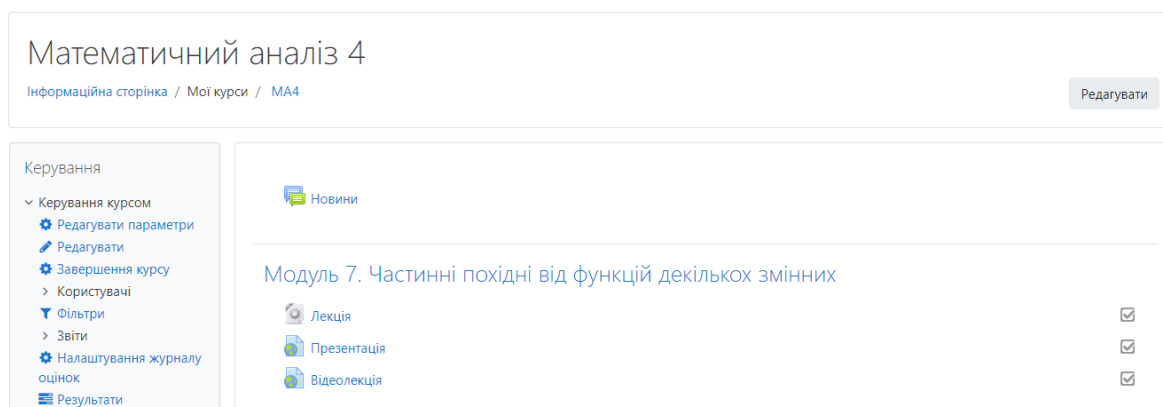 Математичний аналіз 4
Інформаційна сторінка / Мої курси / МА4
Редагувати
Керування
Керування курсом
Редагувати параметри
Редагувати
Завершення курсу
Користувачі
Фільтри
Звіти
Налаштування журналу
оцінок
Результати
Новини
Модуль 7. Частинні похідні від функцій декількох змінних
Лекція
Презентація
Відеолекція